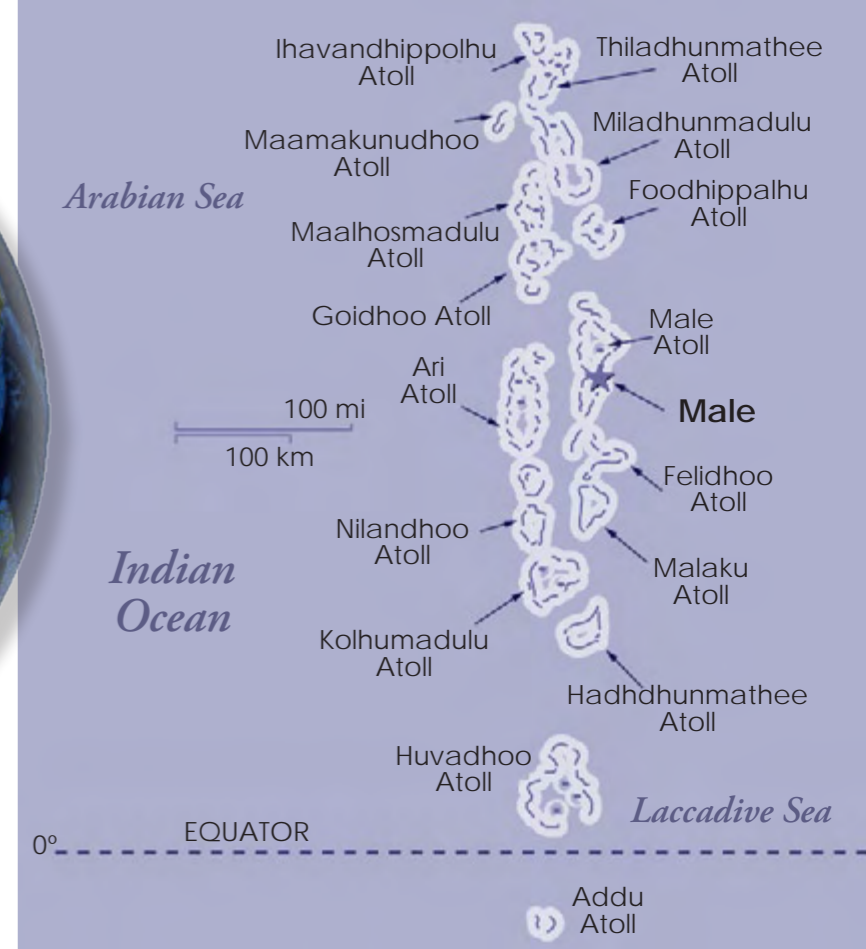 Ihavandhippolhu
Atoll
Thiladhunmathee
Atoll
Maamakunudhoo
Atoll
Miladhunmadulu
Atoll
Arabian Sea
Foodhippalhu
Atoll
Maalhosmadulu
Atoll
Goidhoo Atoll
Male
Atoll
Ari
Atoll
100 mi
100 km
Male
Felidhoo
Atoll
Nilandhoo
Atoll
Indian
Ocean
Malaku
Atoll
Kolhumadulu
Atoll
Hadhdhunmathee
Atoll
Huvadhoo
Atoll
Laccadive Sea
EQUATOR
0º
Addu
Atoll